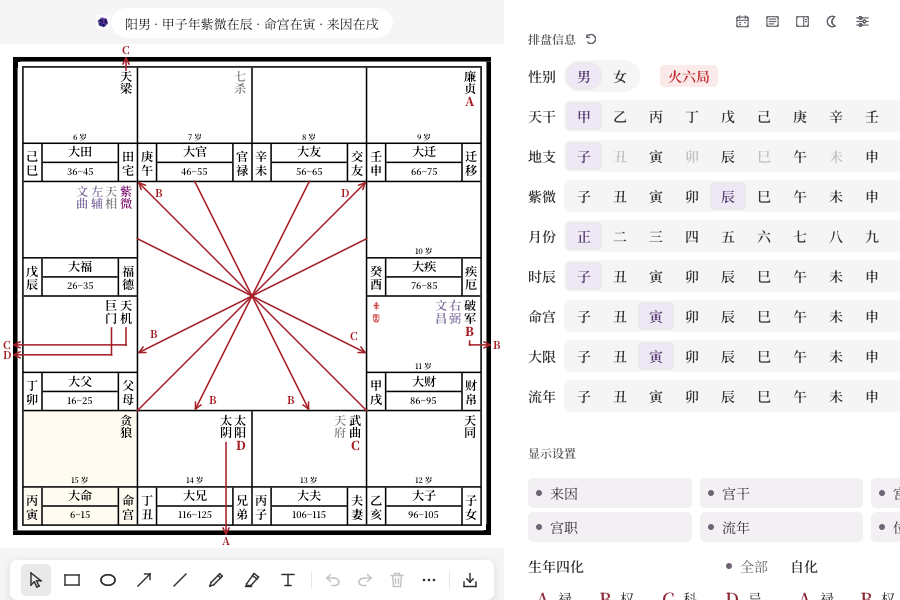 阳男 · 甲子年紫微在辰 · 命宫在寅 · 来因在戌
C
天梁
6 岁
己巳
大田
36~45
田宅
七杀
7 岁
庚午
大官
46~55
官禄
8 岁
辛未
大友
56~65
交友
廉贞
A
9 岁
壬申
大迁
66~75
迁移
文曲
左辅
天相
紫微
戊辰
大福
26~35
福德
B
D
10 岁
癸酉
大疾
76~85
疾厄
巨门
天机
C
D
丁卯
大父
16~25
父母
B
C
B
B
来因
文昌
右弼
破军
B
B
11 岁
甲戌
大财
86~95
财帛
贪狼
15 岁
丙寅
大命
6~15
命宫
太阴
太阳
D
14 岁
丁丑
大兄
116~125
兄弟
A
天府
武曲
C
13 岁
丙子
大夫
106~115
夫妻
天同
12 岁
乙亥
大子
96~105
子女
排盘信息
性别 男 女 火六局
天干 甲 乙 丙 丁 戊 己 庚 辛 壬
地支 子 丑 寅 卯 辰 巳 午 未 申
紫微 子 丑 寅 卯 辰 巳 午 未 申
月份 正 二 三 四 五 六 七 八 九
时辰 子 丑 寅 卯 辰 巳 午 未 申
命宫 子 丑 寅 卯 辰 巳 午 未 申
大限 子 丑 寅 卯 辰 巳 午 未 申
流年 子 丑 寅 卯 辰 巳 午 未 申
显示设置
来因 宫干
宫职 流年
生年四化 全部 自化
A 禄 B 权 C 科 D 忌 A 禄 B 权